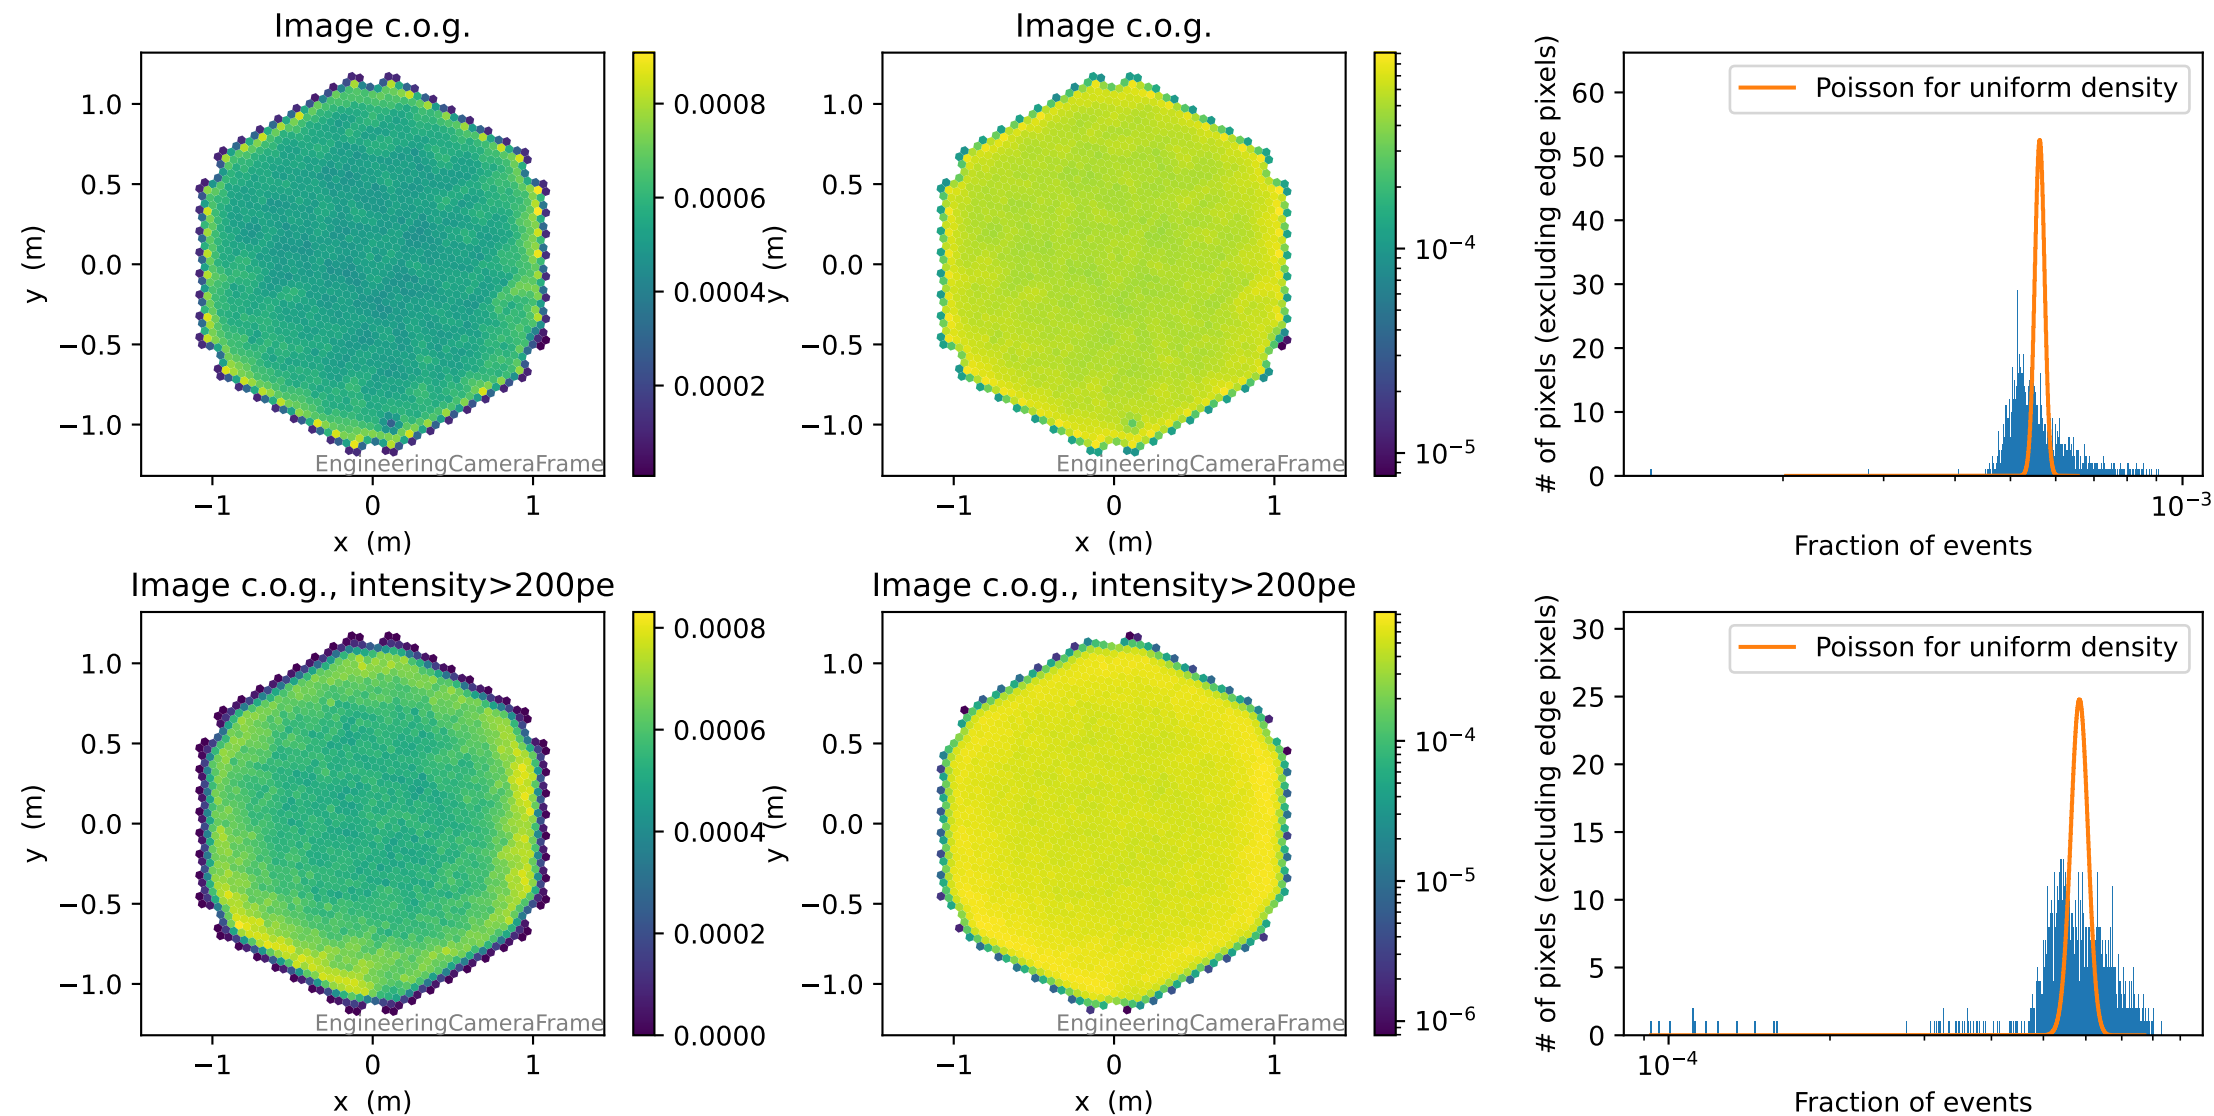 Image c.o.g.
1.0
0.5
0.0
−0.5
−1.0
y (m)
−1
0
1
x (m)
EngineeringCameraFrame
0.0008
0.0006
0.0004
0.0002
Image c.o.g.
1.0
0.5
0.0
−0.5
−1.0
y (m)
−1
0
1
x (m)
EngineeringCameraFrame
10⁻⁴
10⁻⁵
# of pixels (excluding edge pixels)
60
50
40
30
20
10
0
Poisson for uniform density
10⁻³
Fraction of events
Image c.o.g., intensity>200pe
1.0
0.5
0.0
−0.5
−1.0
y (m)
−1
0
1
x (m)
EngineeringCameraFrame
0.0008
0.0006
0.0004
0.0002
0.0000
Image c.o.g., intensity>200pe
1.0
0.5
0.0
−0.5
−1.0
y (m)
−1
0
1
x (m)
EngineeringCameraFrame
10⁻⁴
10⁻⁵
10⁻⁶
# of pixels (excluding edge pixels)
30
25
20
15
10
5
0
Poisson for uniform density
10⁻⁴
Fraction of events